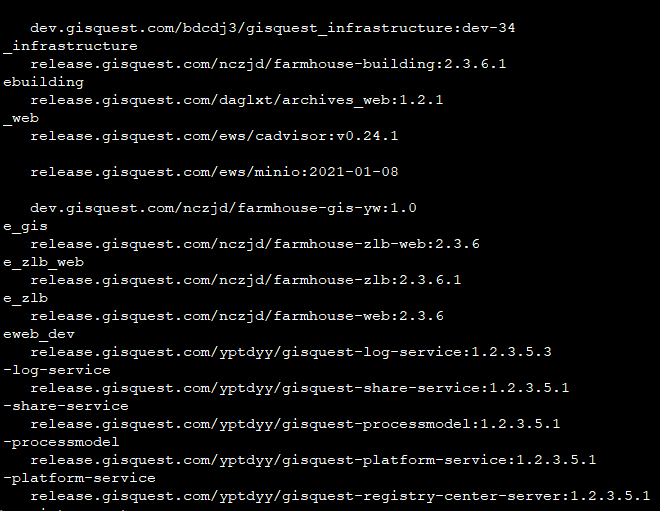 dev.gisquest.com/bdcdj3/gisquest_infrastructure:dev-34
_infrastructure
release.gisquest.com/nczjd/farmhouse-building:2.3.6.1
ebuilding
release.gisquest.com/daglxt/archives_web:1.2.1
_web
release.gisquest.com/ews/cadvisor:v0.24.1
release.gisquest.com/ews/minio:2021-01-08
dev.gisquest.com/nczjd/farmhouse-gis-yw:1.0
e_gis
release.gisquest.com/nczjd/farmhouse-zlb-web:2.3.6
e_zlb_web
release.gisquest.com/nczjd/farmhouse-zlb:2.3.6.1
e_zlb
release.gisquest.com/nczjd/farmhouse-web:2.3.6
eweb_dev
release.gisquest.com/yptdyy/gisquest-log-service:1.2.3.5.3
-log-service
release.gisquest.com/yptdyy/gisquest-share-service:1.2.3.5.1
-share-service
release.gisquest.com/yptdyy/gisquest-processmodel:1.2.3.5.1
-processmodel
release.gisquest.com/yptdyy/gisquest-platform-service:1.2.3.5.1
-platform-service
release.gisquest.com/yptdyy/gisquest-registry-center-server:1.2.3.5.1